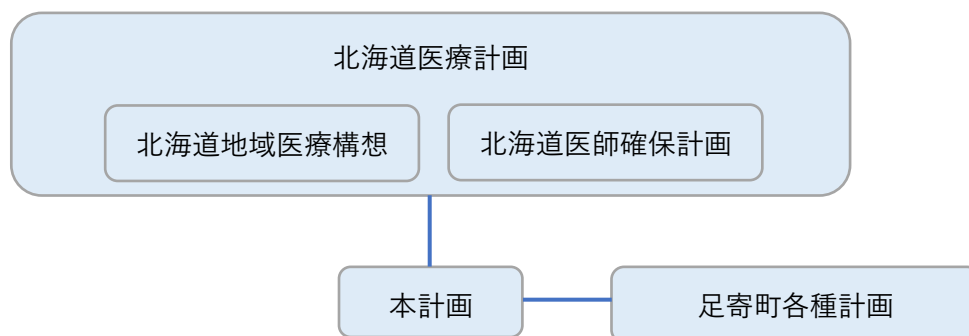 北海道医療計画
北海道地域医療構想
北海道医師確保計画
本計画
足寄町各種計画